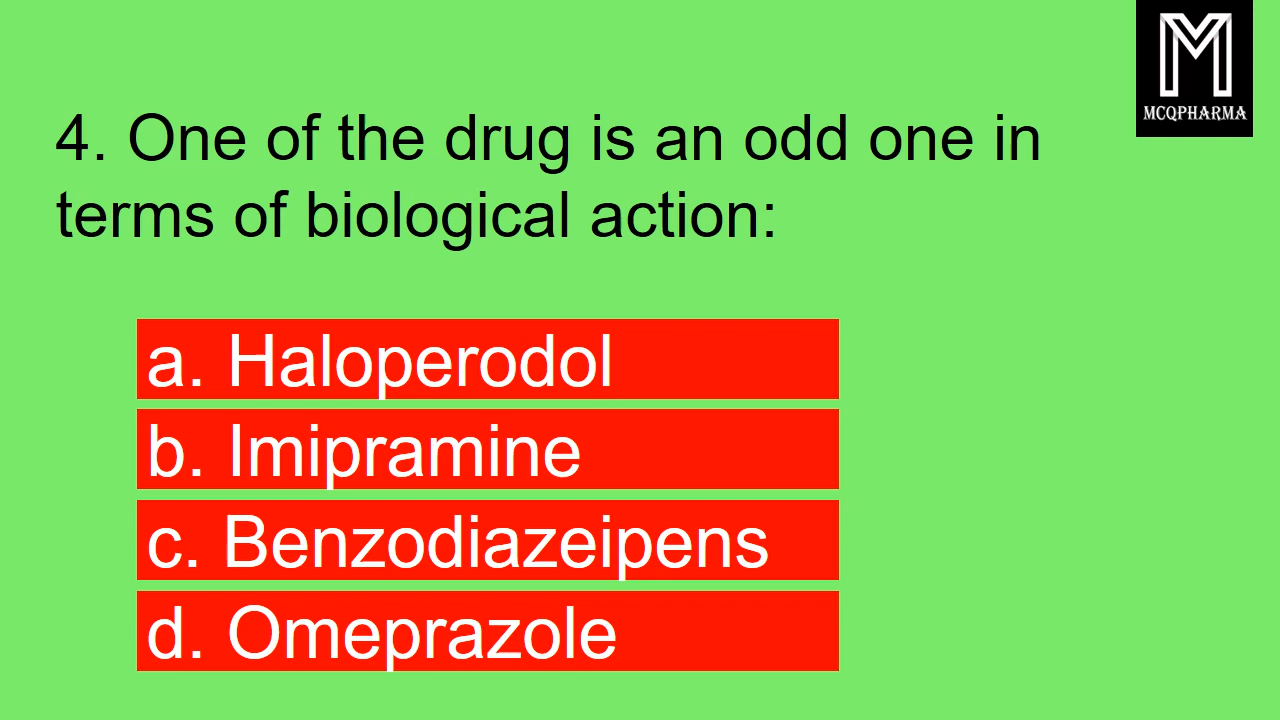 M
MCQPHARMA
4. One of the drug is an odd one in
terms of biological action:
a. Haloperodol
b. Imipramine
c. Benzodiazeipens
d. Omeprazole